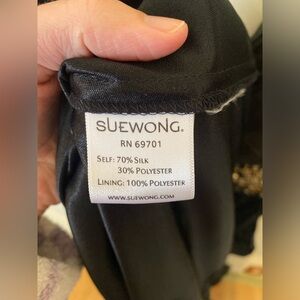 SUEWONG.
RN 69701
SELF: 70% SILK
30% POLYESTER
LINING: 100% POLYESTER
WWW.SUEWONG.COM